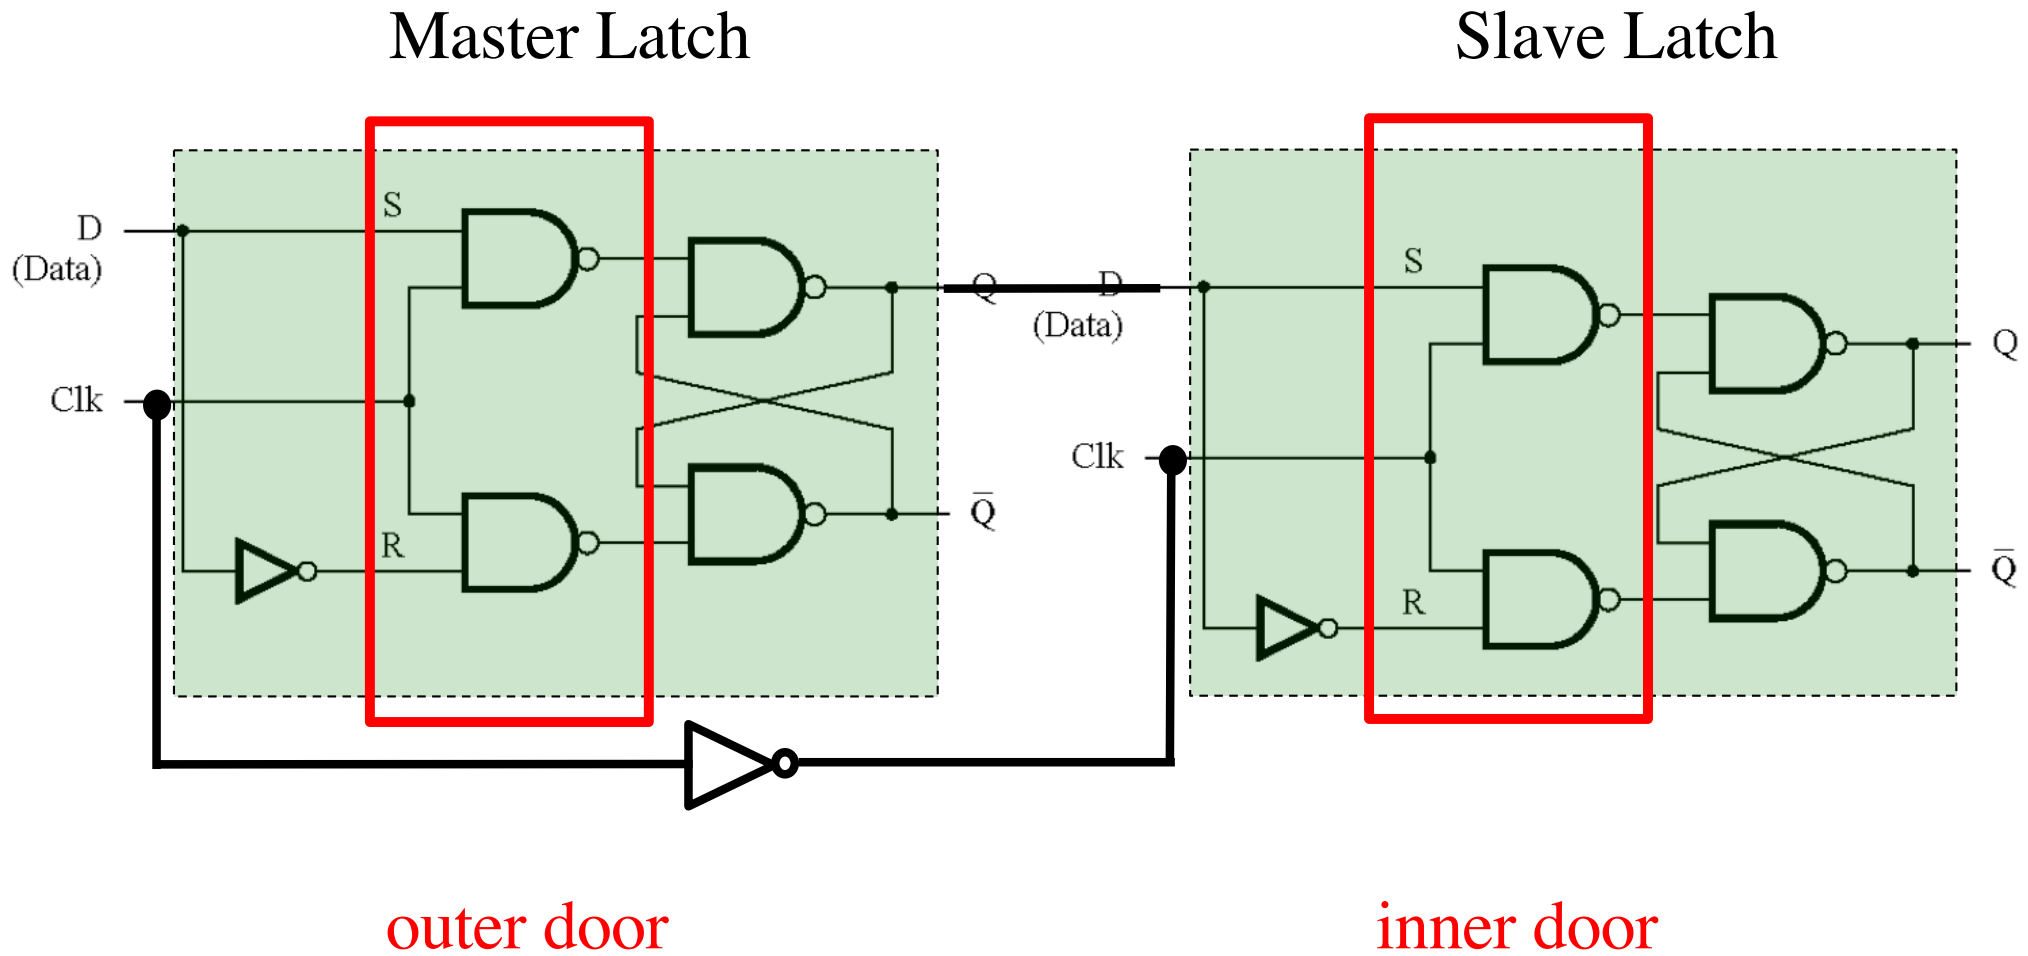 Master Latch
Slave Latch
D
(Data)
S
Clk
R
Q
Q̅
D
(Data)
S
Clk
R
Q
Q̅
outer door
inner door